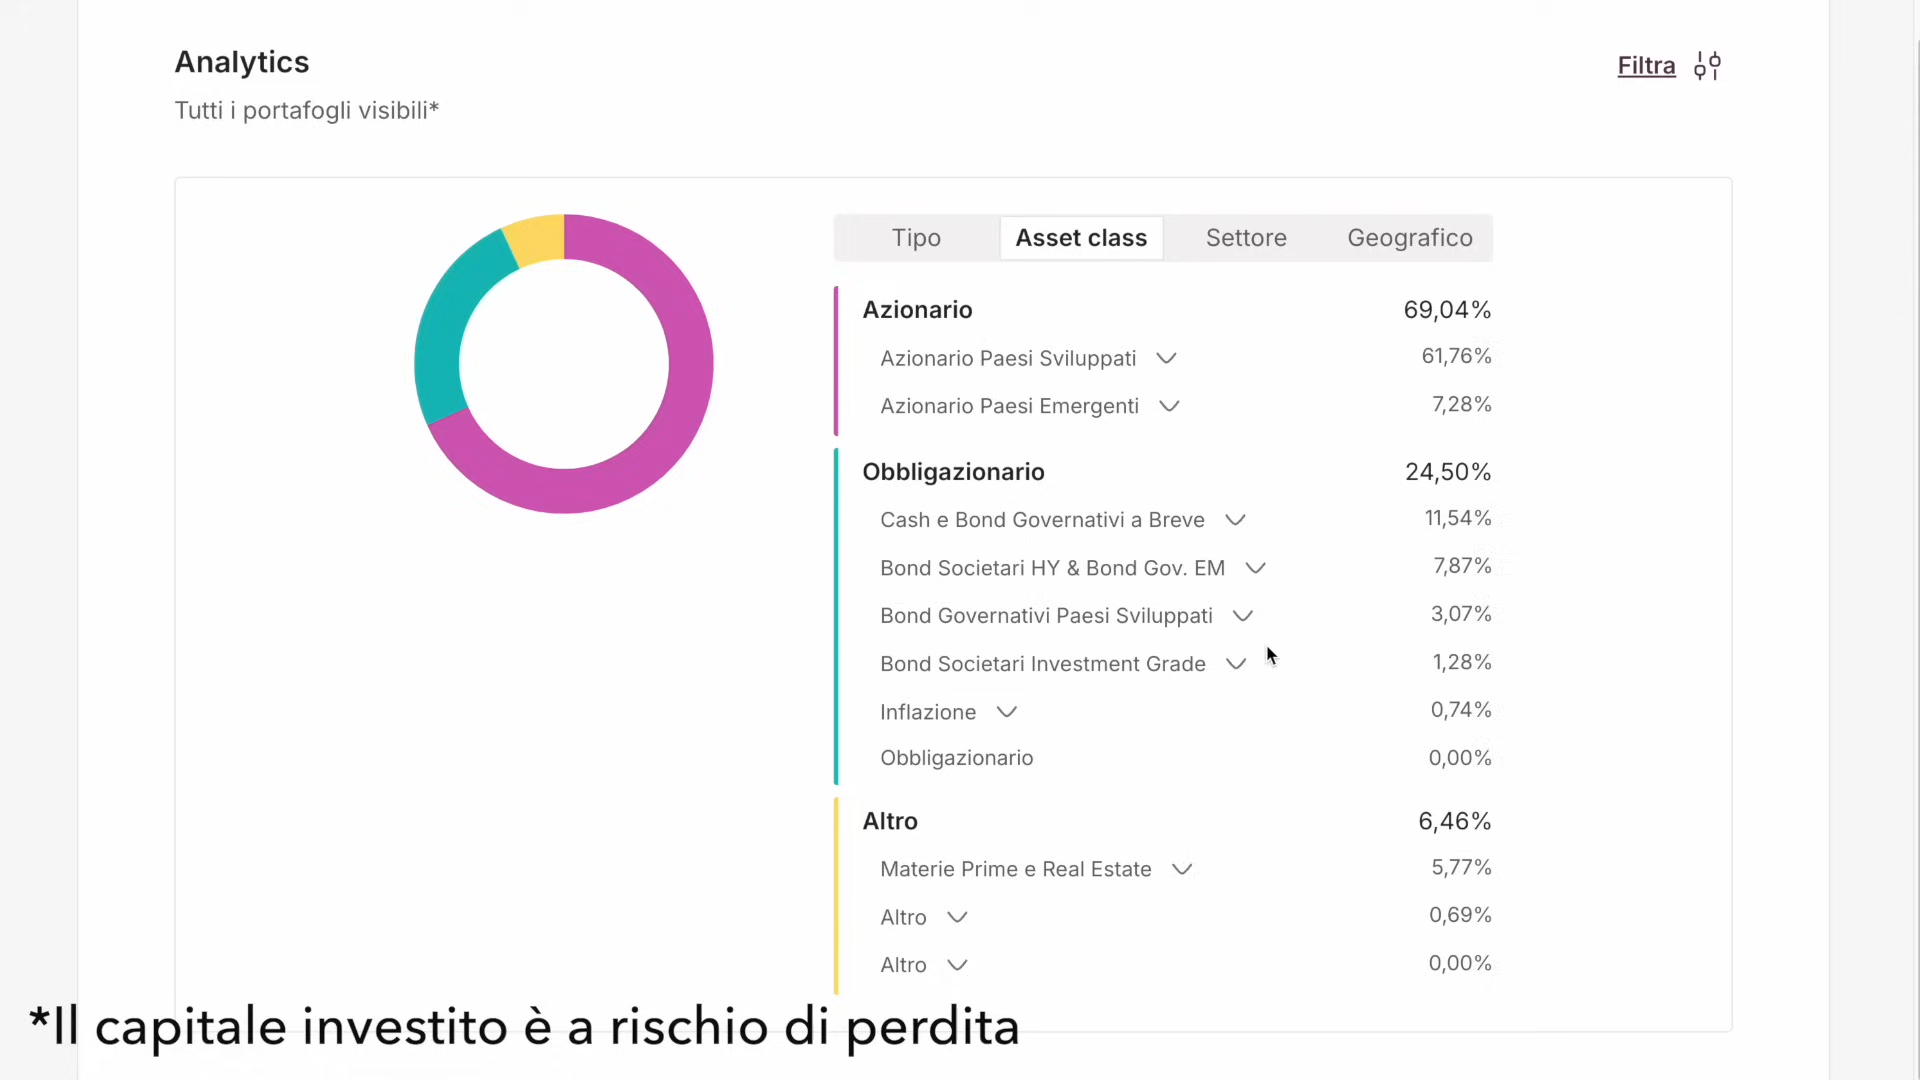 Analytics
Filtra
Tutti i portafogli visibili*
Tipo Asset class Settore Geografico
Azionario 69,04%
Azionario Paesi Sviluppati 61,76%
Azionario Paesi Emergenti 7,28%
Obbligazionario 24,50%
Cash e Bond Governativi a Breve 11,54%
Bond Societari HY & Bond Gov. EM 7,87%
Bond Governativi Paesi Sviluppati 3,07%
Bond Societari Investment Grade 1,28%
Inflazione 0,74%
Obbligazionario 0,00%
Altro 6,46%
Materie Prime e Real Estate 5,77%
Altro 0,69%
Altro 0,00%
*Il capitale investito è a rischio di perdita